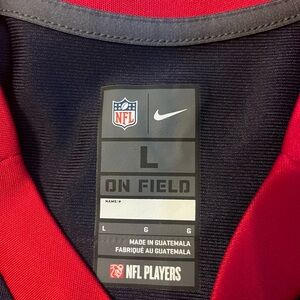 NFL
L
ON FIELD
NAME/#
L G G
MADE IN GUATEMALA
FABRIQUÉ AU GUATEMALA
NFL PLAYERS